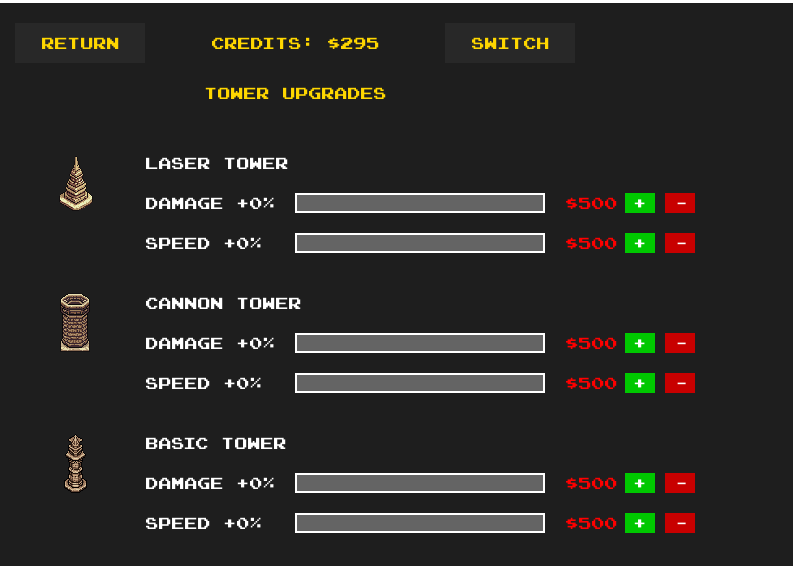 RETURN CREDITS: $295 SWITCH
TOWER UPGRADES
LASER TOWER
DAMAGE +0% $500 + -
SPEED +0% $500 + -
CANNON TOWER
DAMAGE +0% $500 + -
SPEED +0% $500 + -
BASIC TOWER
DAMAGE +0% $500 + -
SPEED +0% $500 + -